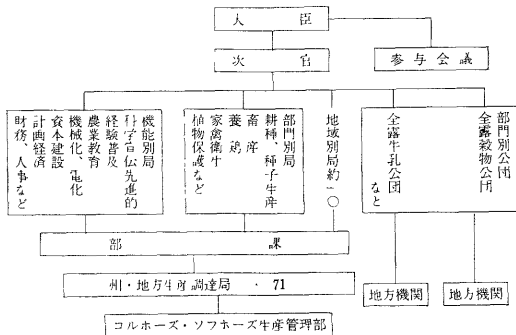 大臣
次官
参与会議
機能別局
科学宣伝先進的
経験普及
農業教育
機械化、電化
資本建設
計画経済
財務、人事など
部門別局
耕種、種子生産
畜産
養鶏
家禽衛生
植物保護など
地域別局約一〇
部門別公団
全露穀物公団
全露牛乳公団
など
部課
州・地方生産調達局・71
地方機関
地方機関
コルホーズ・ソフホーズ生産管理部